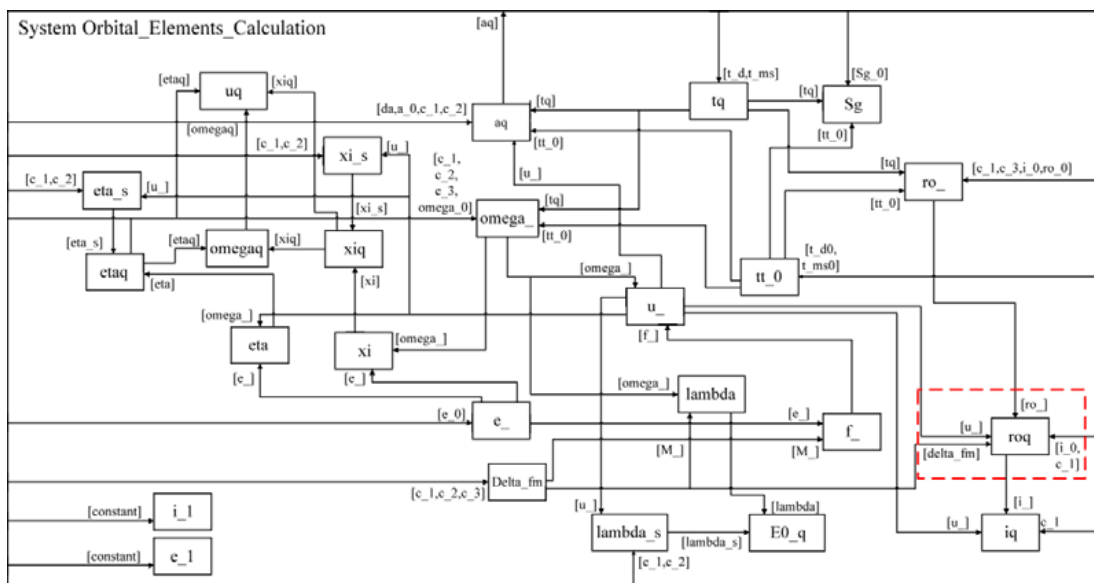 System Orbital_Elements_Calculation
[aq]
[t_d,t_ms]
[Sg_0]
[etaq]
uq
[xiq]
tq
[tq]
Sg
[da,a_0,c_1,c_2]
aq
[tq]
[omegaq]
[tt_0]
[tt_0]
[c_1,c_2]
xi_s
[u_]
[c_1,
c_2,
c_3,
omega_0]
[u_]
[tq]
ro_
[c_1,c_3,i_0,ro_0]
[c_1,c_2]
eta_s
[u_]
[tq]
[tt_0]
[xi_s]
omega_
[tt_0]
[eta_s]
[etaq]
omegaq
[xiq]
xiq
etaq
[eta]
[xi]
[omega_]
tt_0
[t_d0,
t_ms0]
u_
[omega_]
eta
xi
[omega_]
[f_]
[e_]
[e_]
[omega_]
lambda
[e_0]
e_
[e_]
f_
[ro_]
[u_]
roq
[M_]
[M_]
[delta_fm]
[i_0,
c_1]
Delta_fm
[c_1,c_2,c_3]
[constant]
i_1
[u_]
[lambda]
[i_]
lambda_s
E0_q
[u_]
iq
c_1
[lambda_s]
[constant]
e_1
[e_1,e_2]